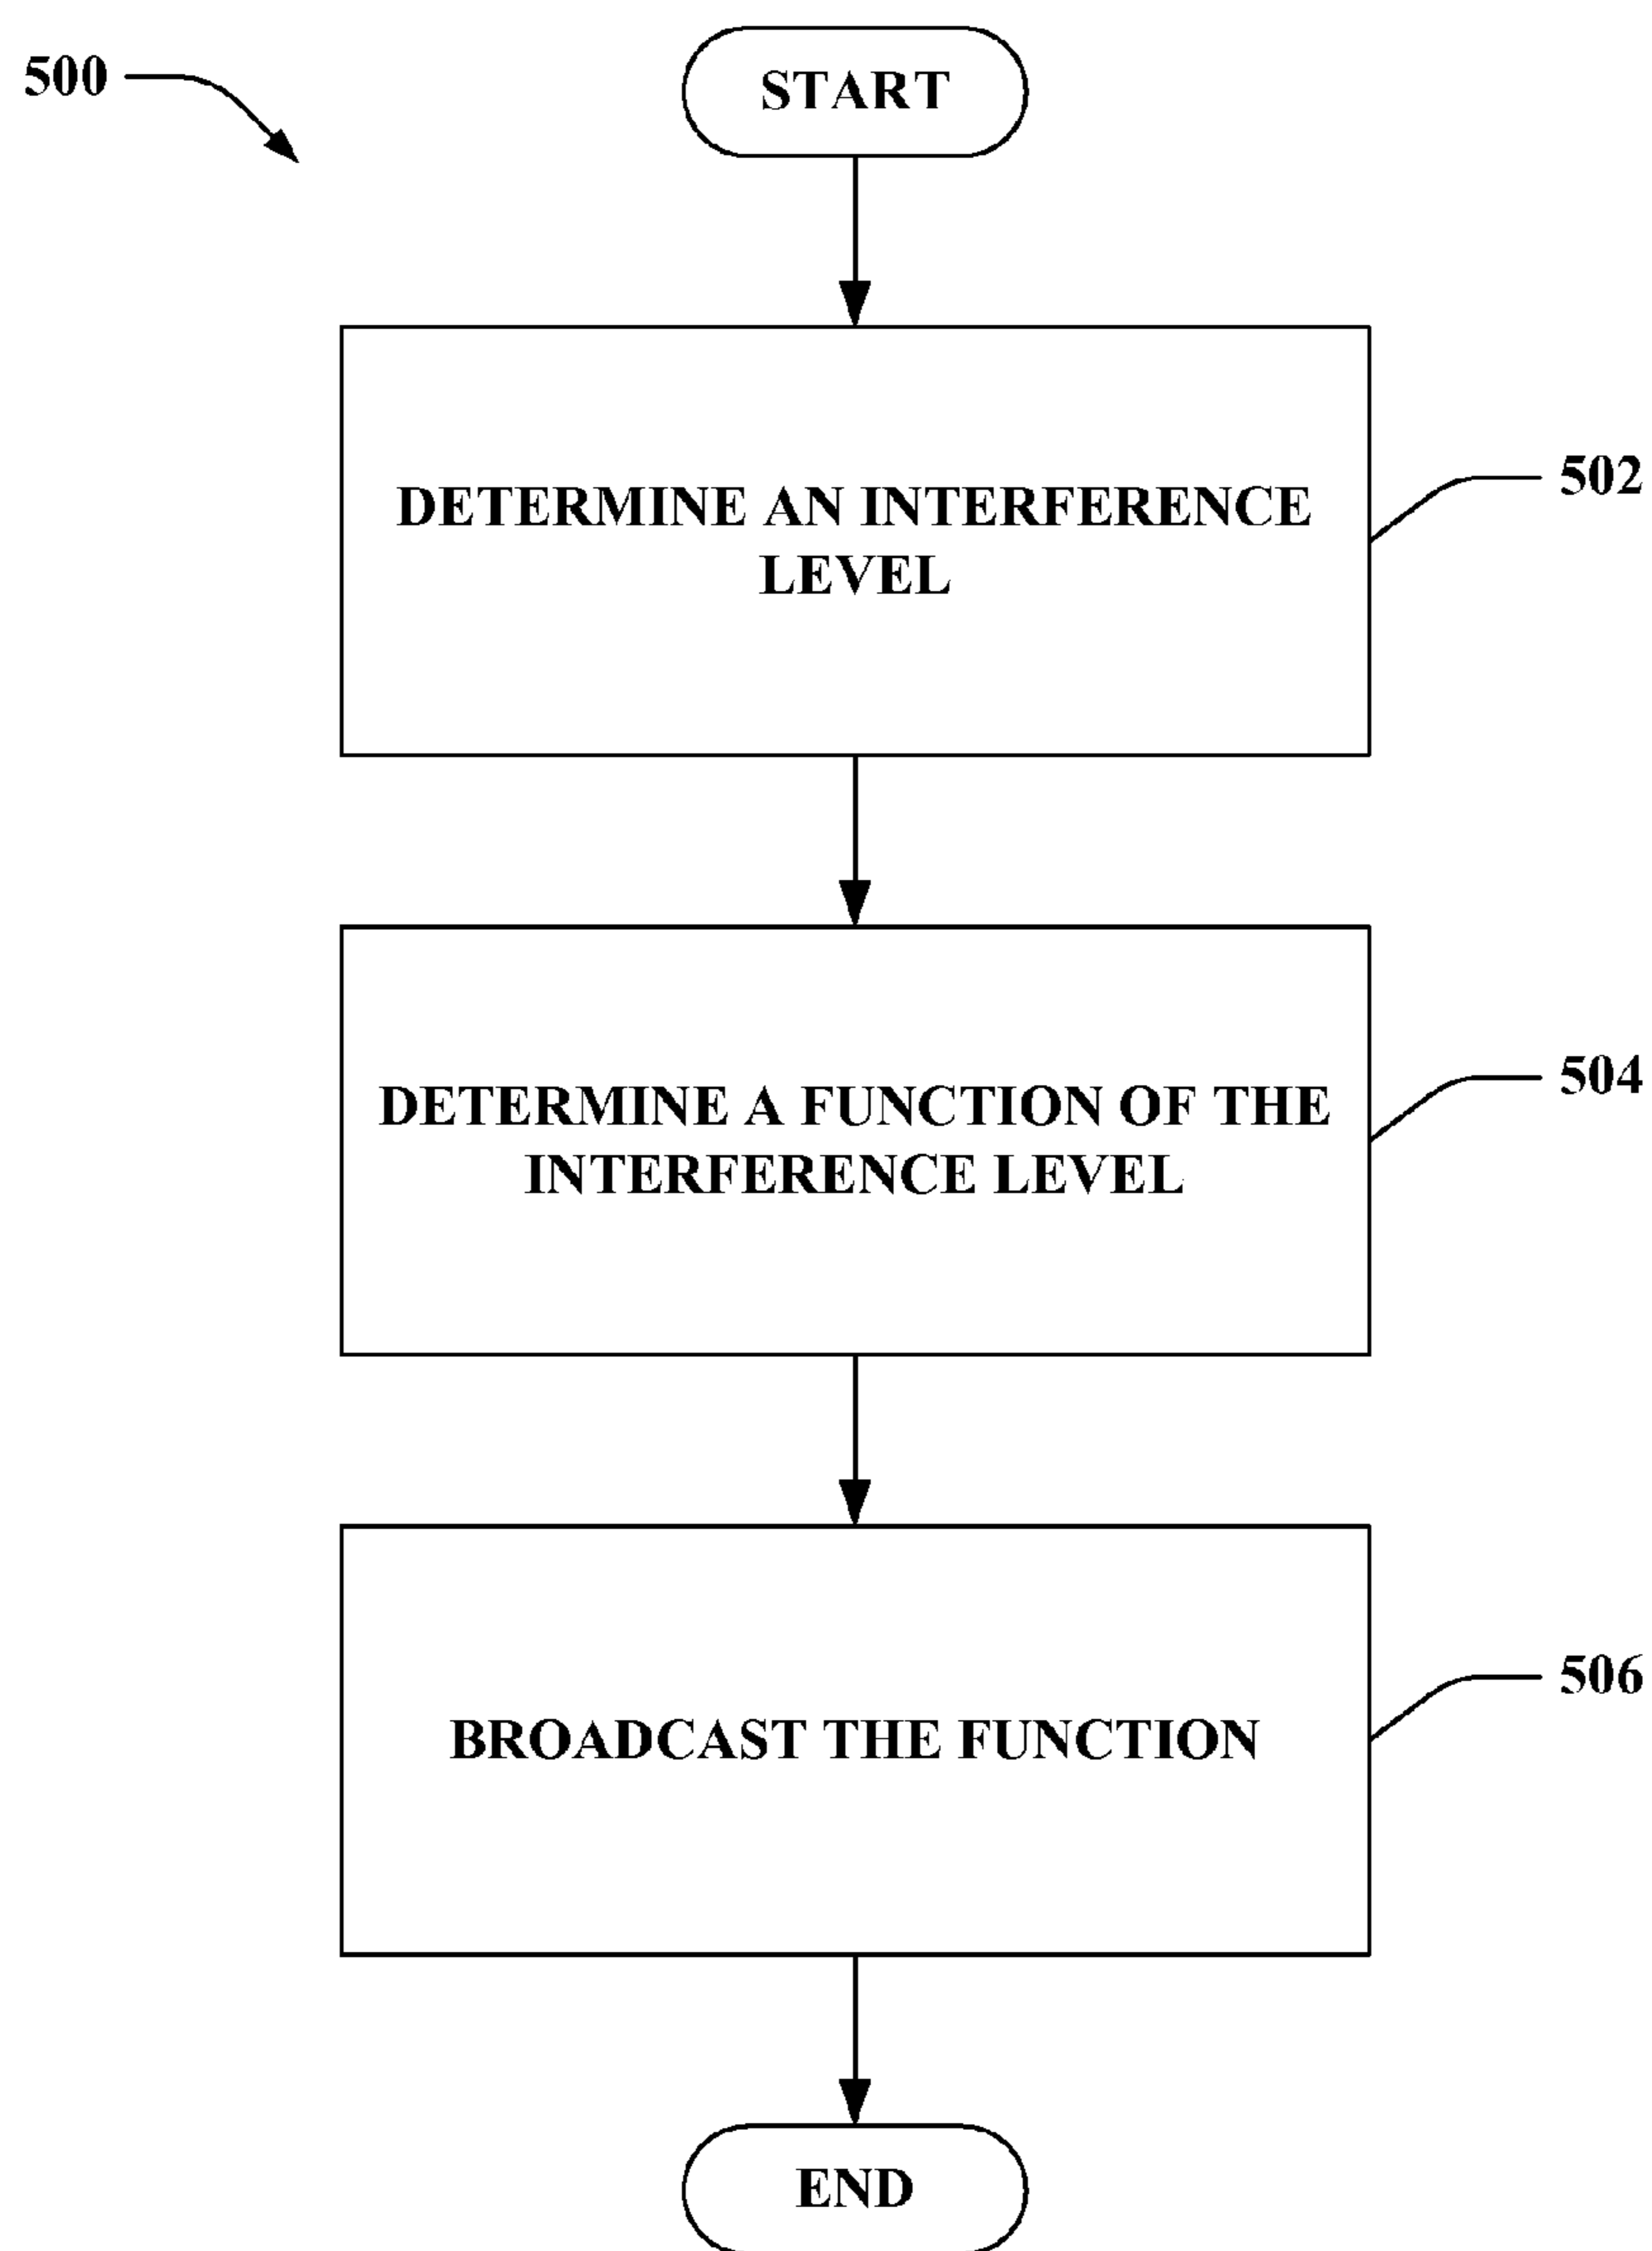 500
START
DETERMINE AN INTERFERENCE
LEVEL
502
DETERMINE A FUNCTION OF THE
INTERFERENCE LEVEL
504
BROADCAST THE FUNCTION
506
END